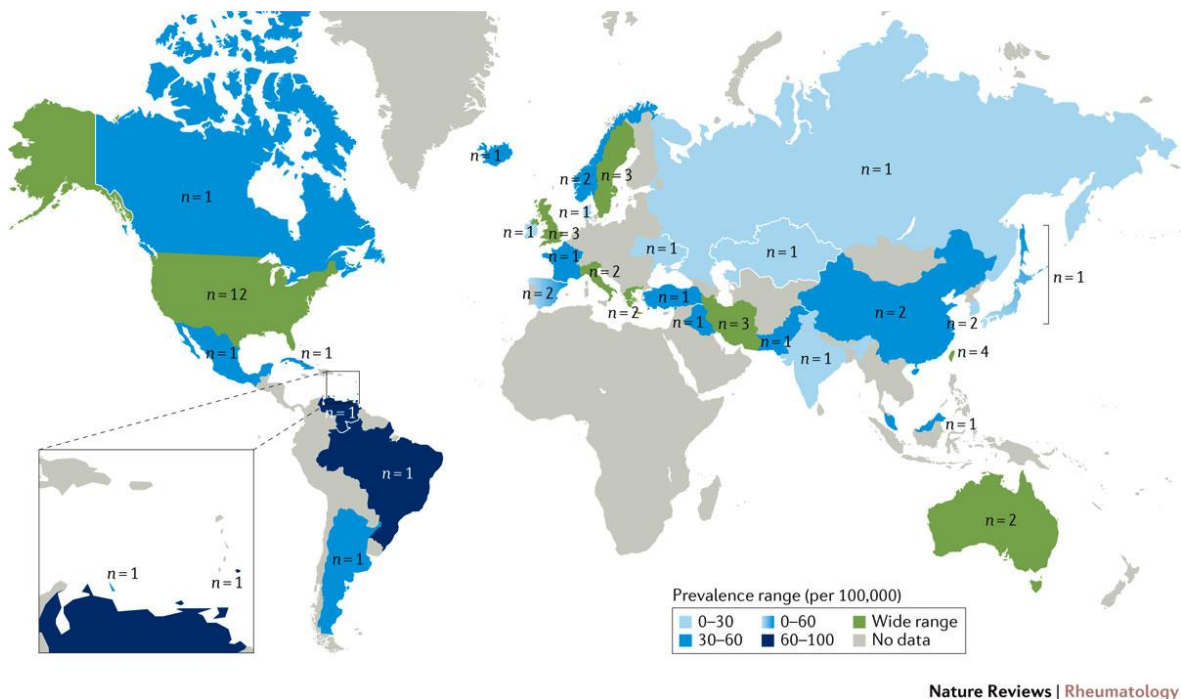 n = 1
n = 1
n = 2
n = 3
n = 1
n = 1
n = 1
n = 3
n = 1
n = 1
n = 1
n = 1
n = 2
n = 12
n = 2
n = 2
n = 1
n = 1
n = 3
n = 1
n = 2
n = 2
n = 1
n = 1
n = 1
n = 1
n = 4
n = 1
n = 1
n = 1
n = 2
n = 1
n = 1
n = 1
Prevalence range (per 100,000)
0–30
0–60
Wide range
30–60
60–100
No data
Nature Reviews | Rheumatology